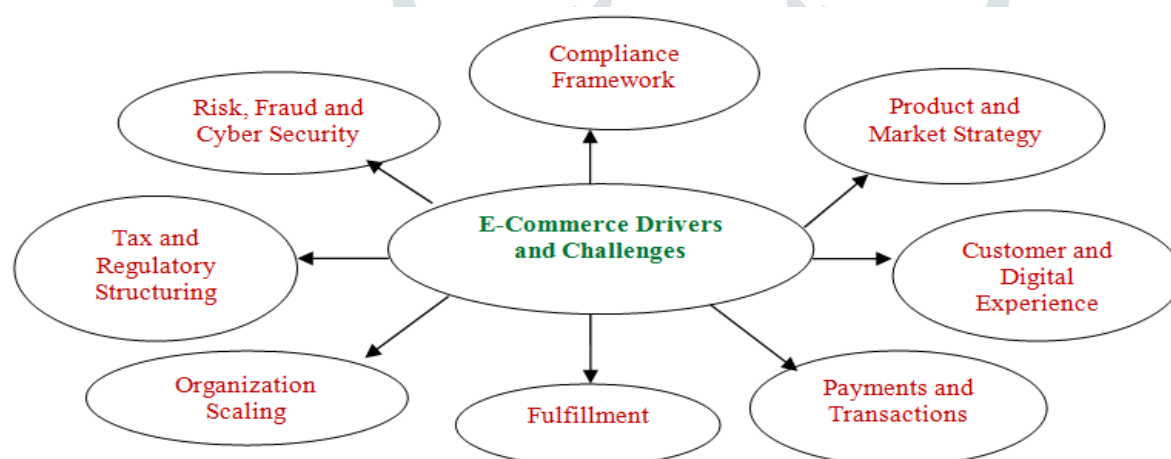 Compliance
Framework
Risk, Fraud and
Cyber Security
Product and
Market Strategy
E-Commerce Drivers
and Challenges
Tax and
Regulatory
Structuring
Customer and
Digital
Experience
Organization
Scaling
Fulfillment
Payments and
Transactions